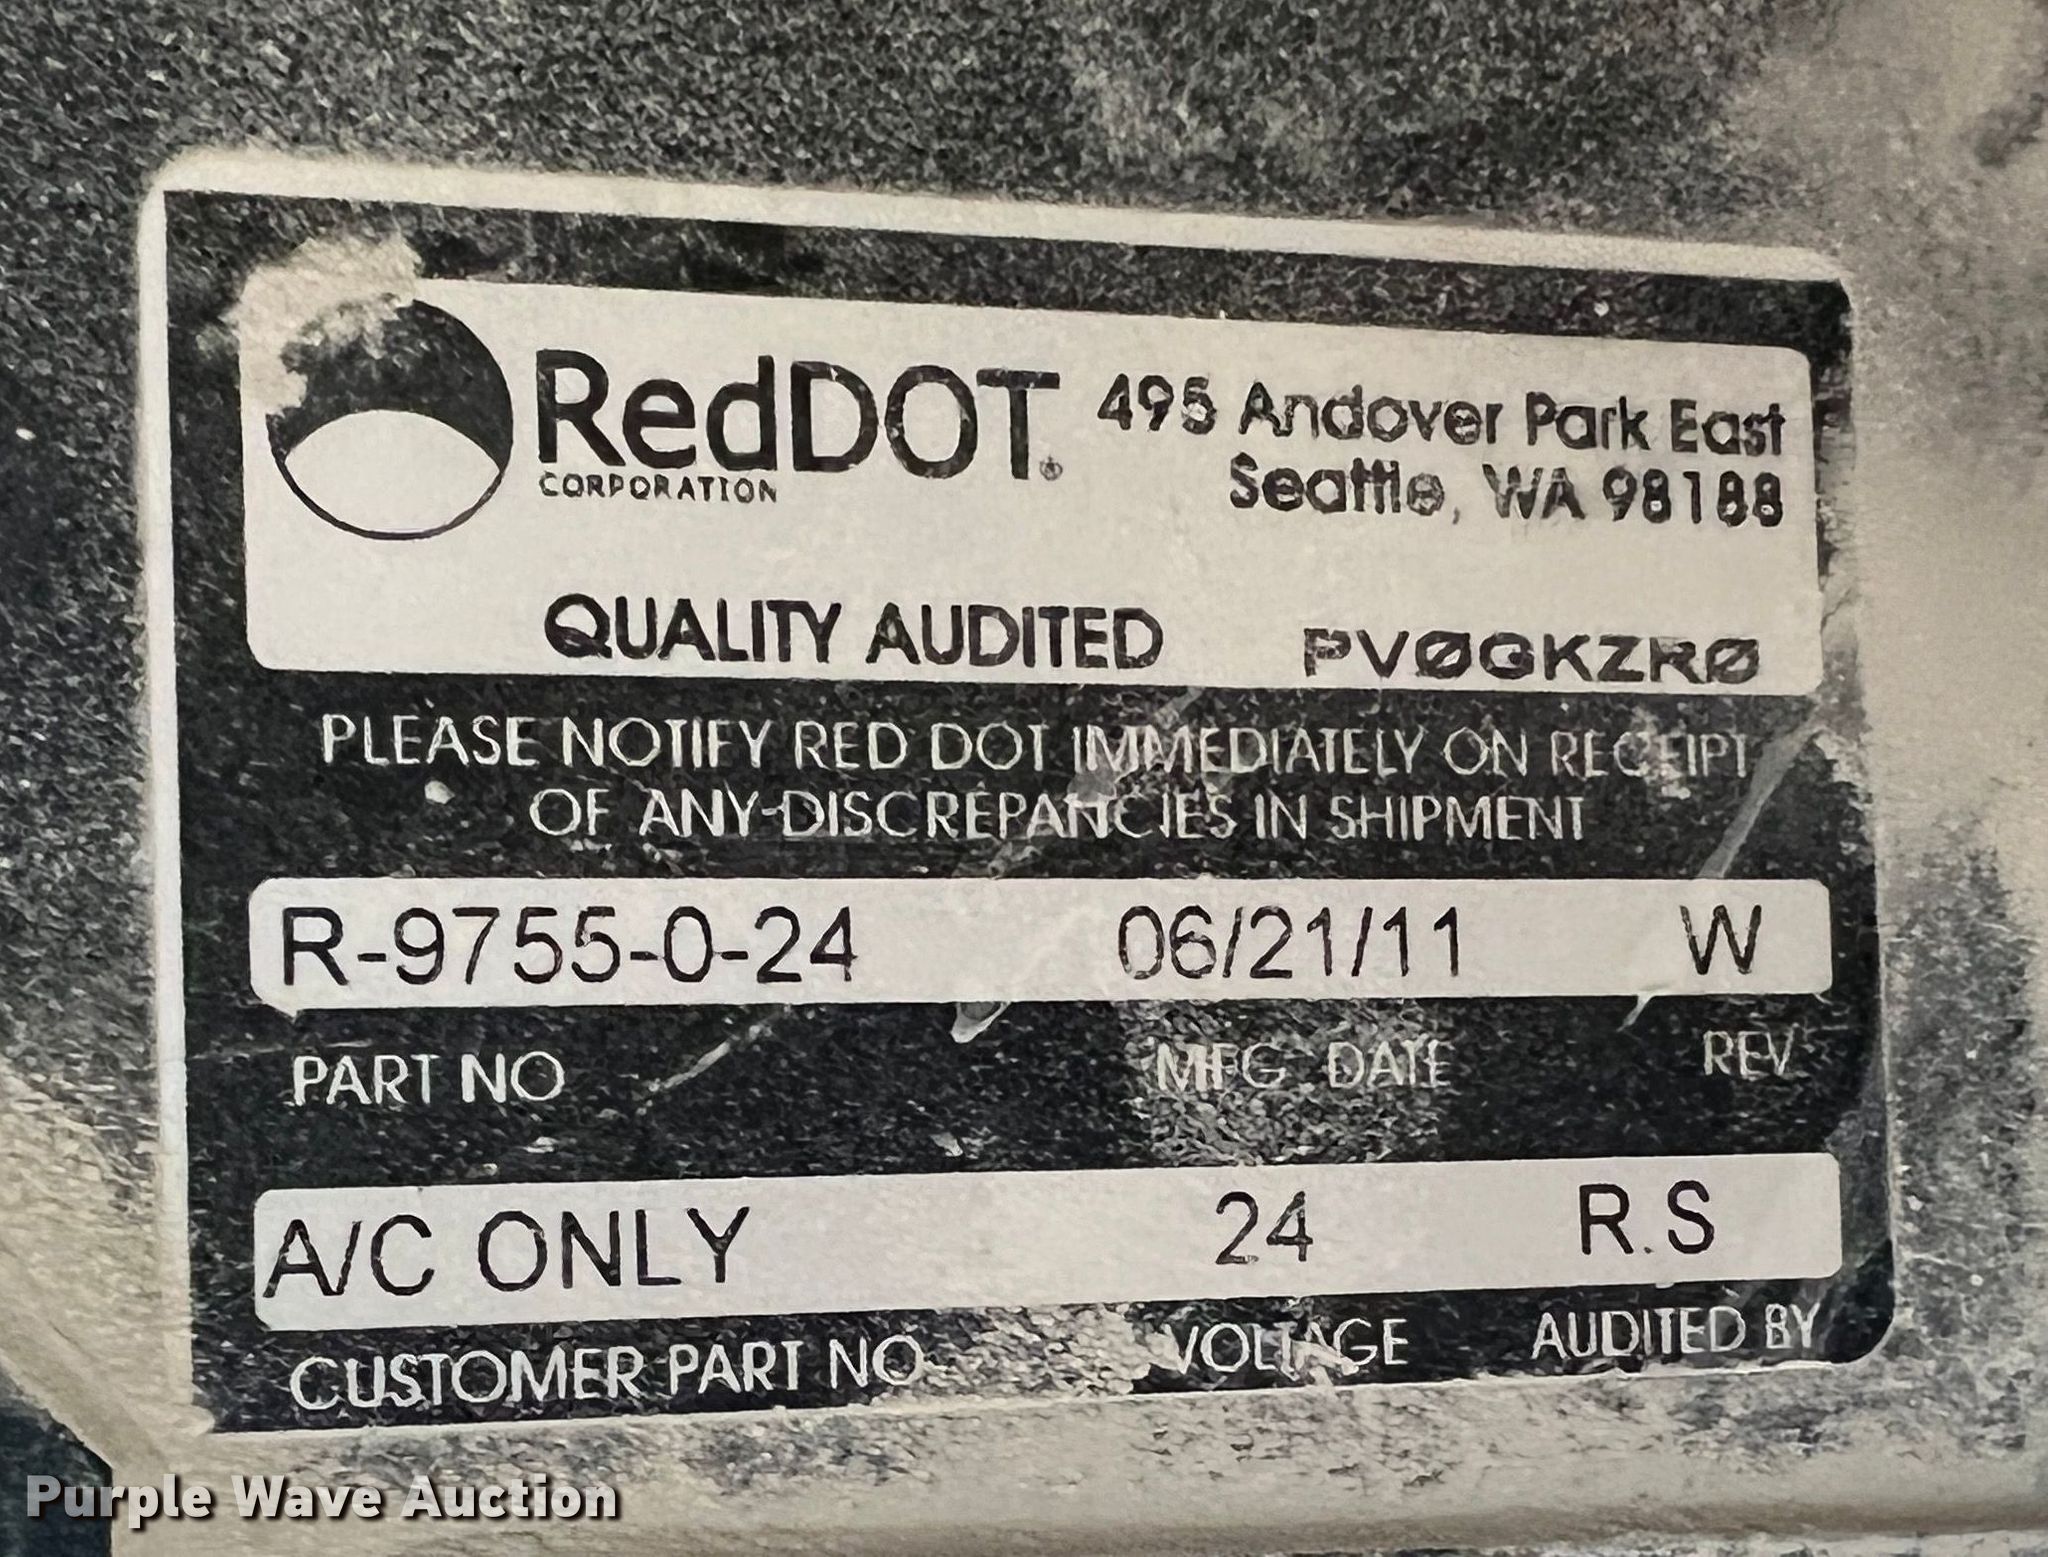 RedDOT® 495 Andover Park East
CORPORATION Seattle, WA 98188
QUALITY AUDITED PVØGKZRØ
PLEASE NOTIFY RED DOT IMMEDIATELY ON RECEIPT
OF ANY DISCREPANCIES IN SHIPMENT
R-9755-0-24 06/21/11 W
PART NO MFG DATE REV
A/C ONLY 24 R.S
CUSTOMER PART NO VOLTAGE AUDITED BY
Purple Wave Auction